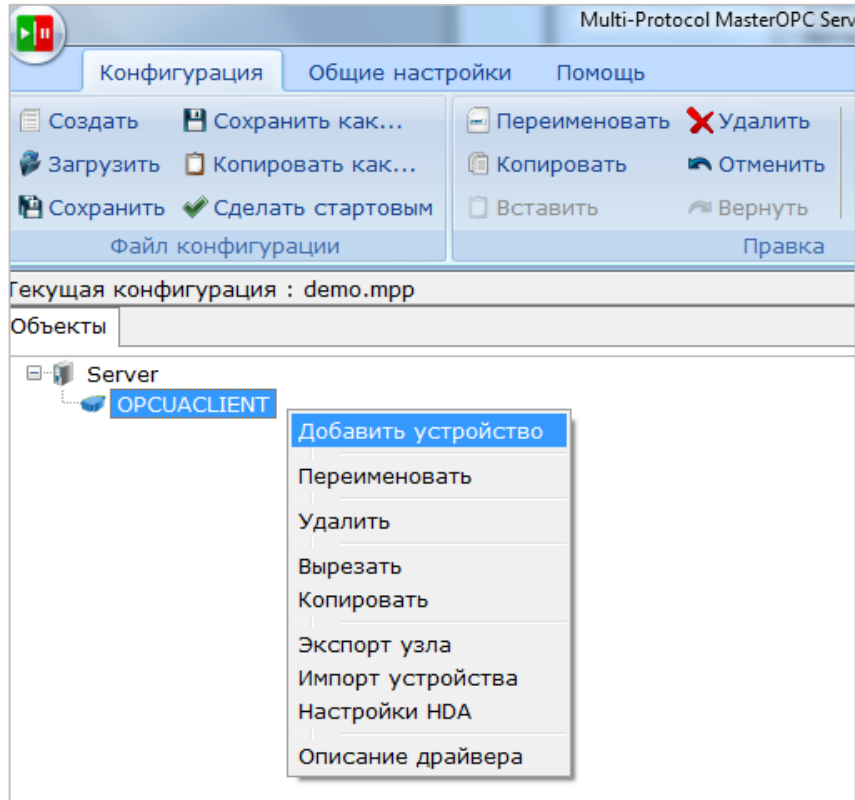 Multi-Protocol MasterOPC Serv
Конфигурация Общие настройки Помощь
Создать Сохранить как... Переименовать Удалить
Загрузить Копировать как... Копировать Отменить
Сохранить Сделать стартовым Вставить Вернуть
Файл конфигурации Правка
Текущая конфигурация : demo.mpp
Объекты
Server
OPCUACLIENT
Добавить устройство
Переименовать
Удалить
Вырезать
Копировать
Экспорт узла
Импорт устройства
Настройки HDA
Описание драйвера